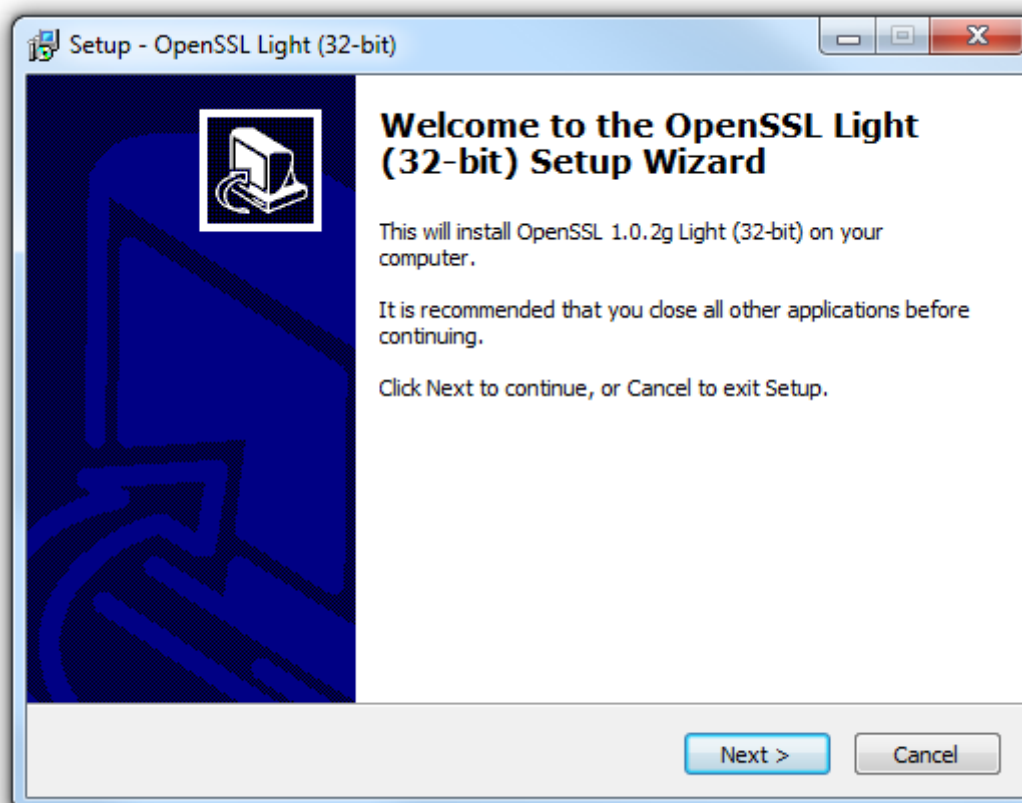 Setup - OpenSSL Light (32-bit)
Welcome to the OpenSSL Light
(32-bit) Setup Wizard
This will install OpenSSL 1.0.2g Light (32-bit) on your
computer.
It is recommended that you close all other applications before
continuing.
Click Next to continue, or Cancel to exit Setup.
Next >
Cancel